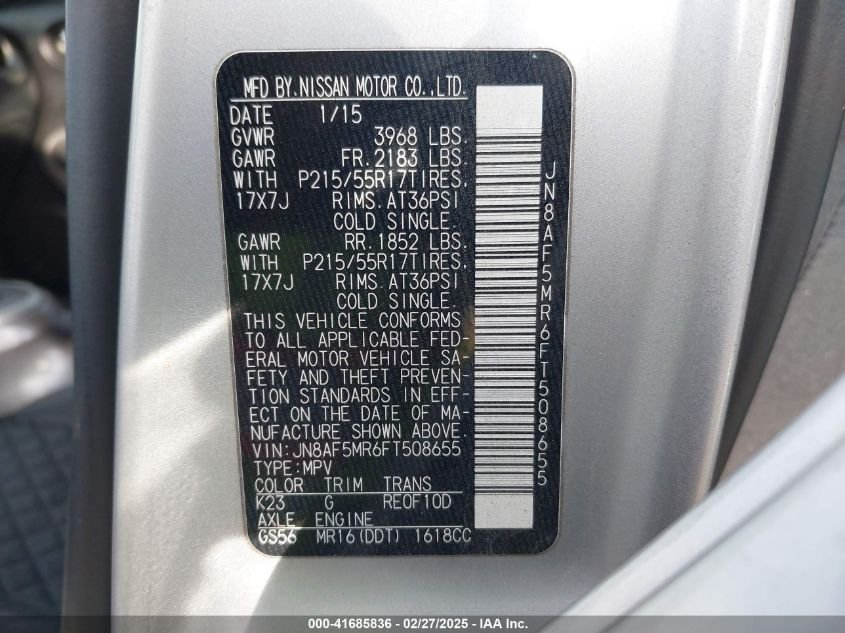 MFD BY.NISSAN MOTOR CO.,LTD.
DATE 1/15
GVWR 3968 LBS.
GAWR FR.2183 LBS.
WITH P215/55R17TIRES,
17X7J RIMS.AT36PSI
COLD SINGLE.
GAWR RR.1852 LBS.
WITH P215/55R17TIRES,
17X7J RIMS.AT36PSI
COLD SINGLE.
THIS VEHICLE CONFORMS
TO ALL APPLICABLE FED-
ERAL MOTOR VEHICLE SA-
FETY AND THEFT PREVEN-
TION STANDARDS IN EFF-
ECT ON THE DATE OF MA-
NUFACTURE SHOWN ABOVE.
VIN:JN8AF5MR6FT508655
TYPE:MPV
COLOR TRIM TRANS
K23 G RE0F10D
AXLE ENGINE
GS56 MR16(DDT) 1618CC
JN8AF5MR6FT508655
000-41685836 - 02/27/2025 - IAA Inc.